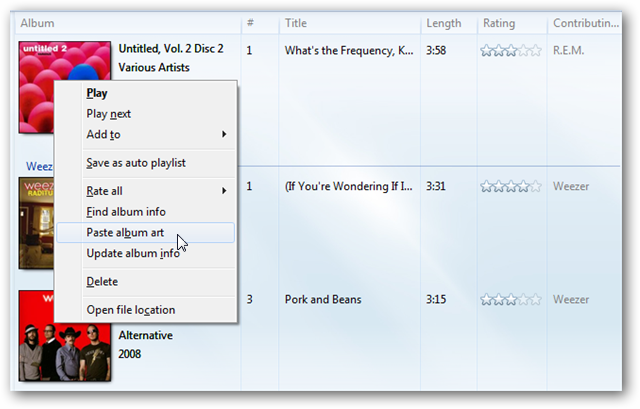 Album # Title Length Rating Contributin...
untitled 2
Untitled, Vol. 2 Disc 2 1 What's the Frequency, K... 3:58 R.E.M.
Various Artists
Play
Play next
Add to
Save as auto playlist
Weez
weez
RADITU
1 (If You're Wondering If I... 3:31 Weezer
Rate all
Find album info
Paste album art
Update album info
Delete
Open file location
3 Pork and Beans 3:15 Weezer
Alternative
2008